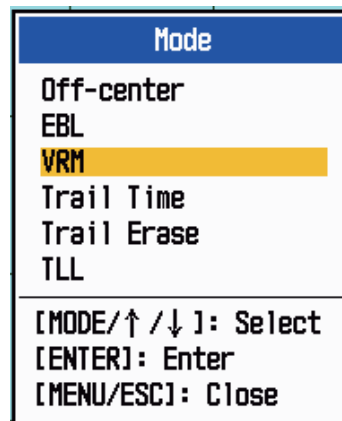 Mode
Off-center
EBL
VRM
Trail Time
Trail Erase
TLL
[MODE/↑/↓]: Select
[ENTER]: Enter
[MENU/ESC]: Close